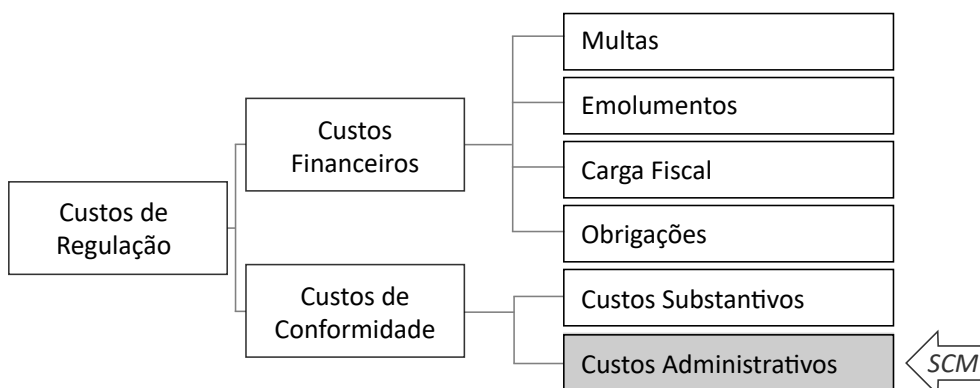 Multas
Emolumentos
Custos
Financeiros
Carga Fiscal
Custos de
Regulação
Obrigações
Custos de
Conformidade
Custos Substantivos
Custos Administrativos
SCM